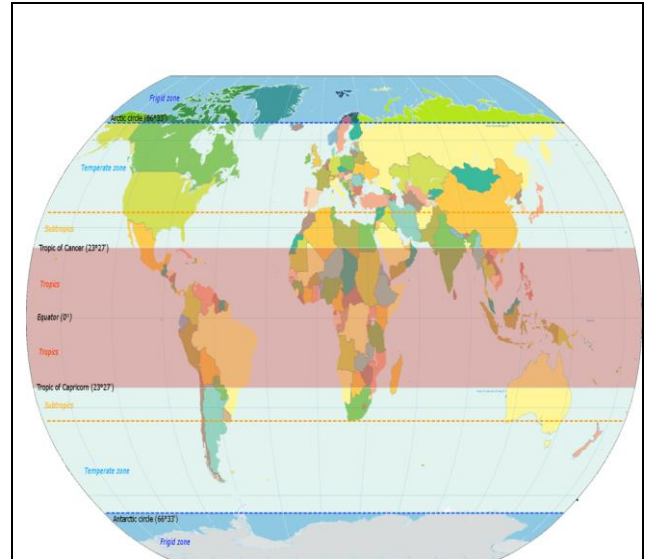 Frigid zone
Arctic circle (66°33')
Temperate zone
Subtropics
Tropic of Cancer (23°27')
Tropics
Equator (0°)
Tropics
Tropic of Capricorn (23°27')
Subtropics
Temperate zone
Antarctic circle (66°33')
Frigid zone